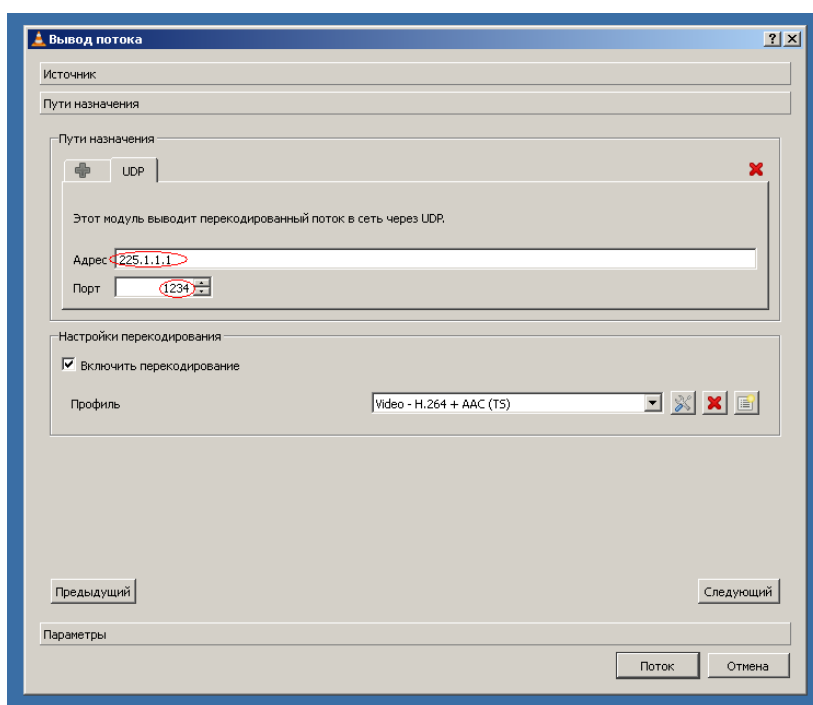 Вывод потока
Источник
Пути назначения
Пути назначения
UDP
Этот модуль выводит перекодированный поток в сеть через UDP.
Адрес 225.1.1.1
Порт 1234
Настройки перекодирования
Включить перекодирование
Профиль Video - H.264 + AAC (TS)
Предыдущий Следующий
Параметры
Поток Отмена